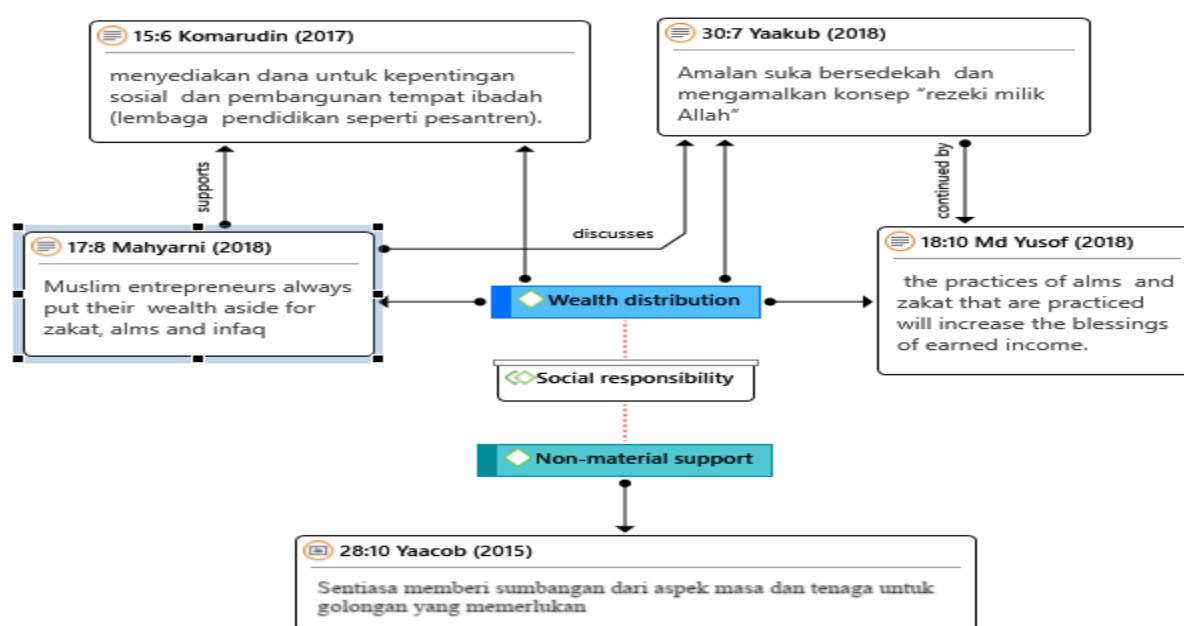 15:6 Komarudin (2017)
menyediakan dana untuk kepentingan
sosial dan pembangunan tempat ibadah
(lembaga pendidikan seperti pesantren).
30:7 Yaakub (2018)
Amalan suka bersedekah dan
mengamalkan konsep “rezeki milik
Allah”
supports
continued by
discusses
17:8 Mahyarni (2018)
Muslim entrepreneurs always
put their wealth aside for
zakat, alms and infaq
Wealth distribution
18:10 Md Yusof (2018)
the practices of alms and
zakat that are practiced
will increase the blessings
of earned income.
Social responsibility
Non-material support
28:10 Yaacob (2015)
Sentiasa memberi sumbangan dari aspek masa dan tenaga untuk
golongan yang memerlukan